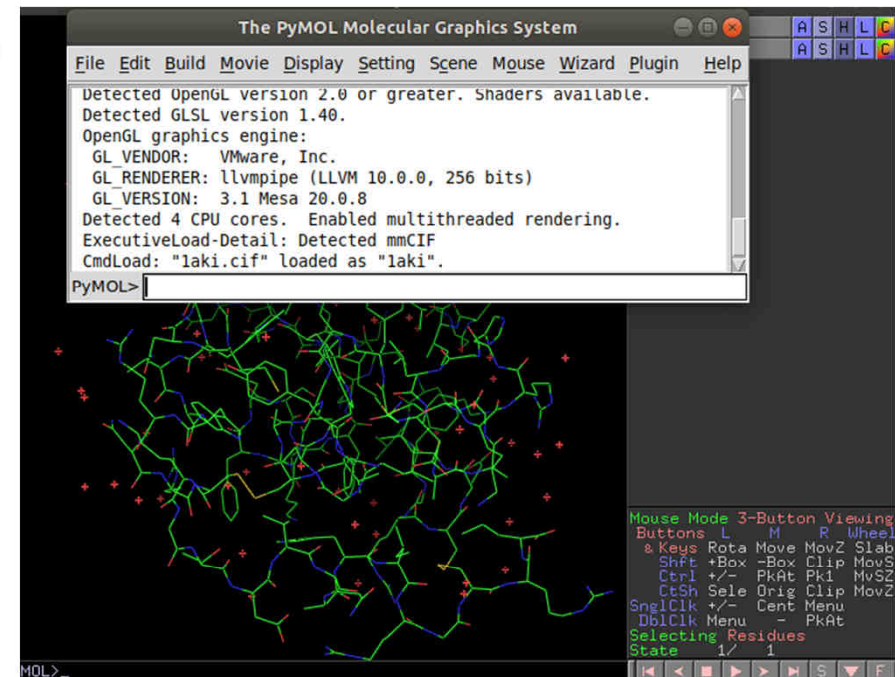 The PyMOL Molecular Graphics System
File Edit Build Movie Display Setting Scene Mouse Wizard Plugin Help
Detected OpenGL version 2.0 or greater. Shaders available.
Detected GLSL version 1.40.
OpenGL graphics engine:
GL_VENDOR: VMware, Inc.
GL_RENDERER: llvmpipe (LLVM 10.0.0, 256 bits)
GL_VERSION: 3.1 Mesa 20.0.8
Detected 4 CPU cores. Enabled multithreaded rendering.
ExecutiveLoad-Detail: Detected mmCIF
CmdLoad: "1aki.cif" loaded as "1aki".
PyMOL>
A S H L C
A S H L C
Mouse Mode 3-Button Viewing
Buttons L M R Wheel
& Keys Rota Move MovZ Slab
Shft +Box -Box Clip MovS
Ctrl +/- PkAt Pk1 MvSZ
CtSh Sele Orig Clip MovZ
SnglClk +/- Cent Menu
DblClk Menu - PkAt
Selecting Residues
State 1/ 1
MOL>_
S F